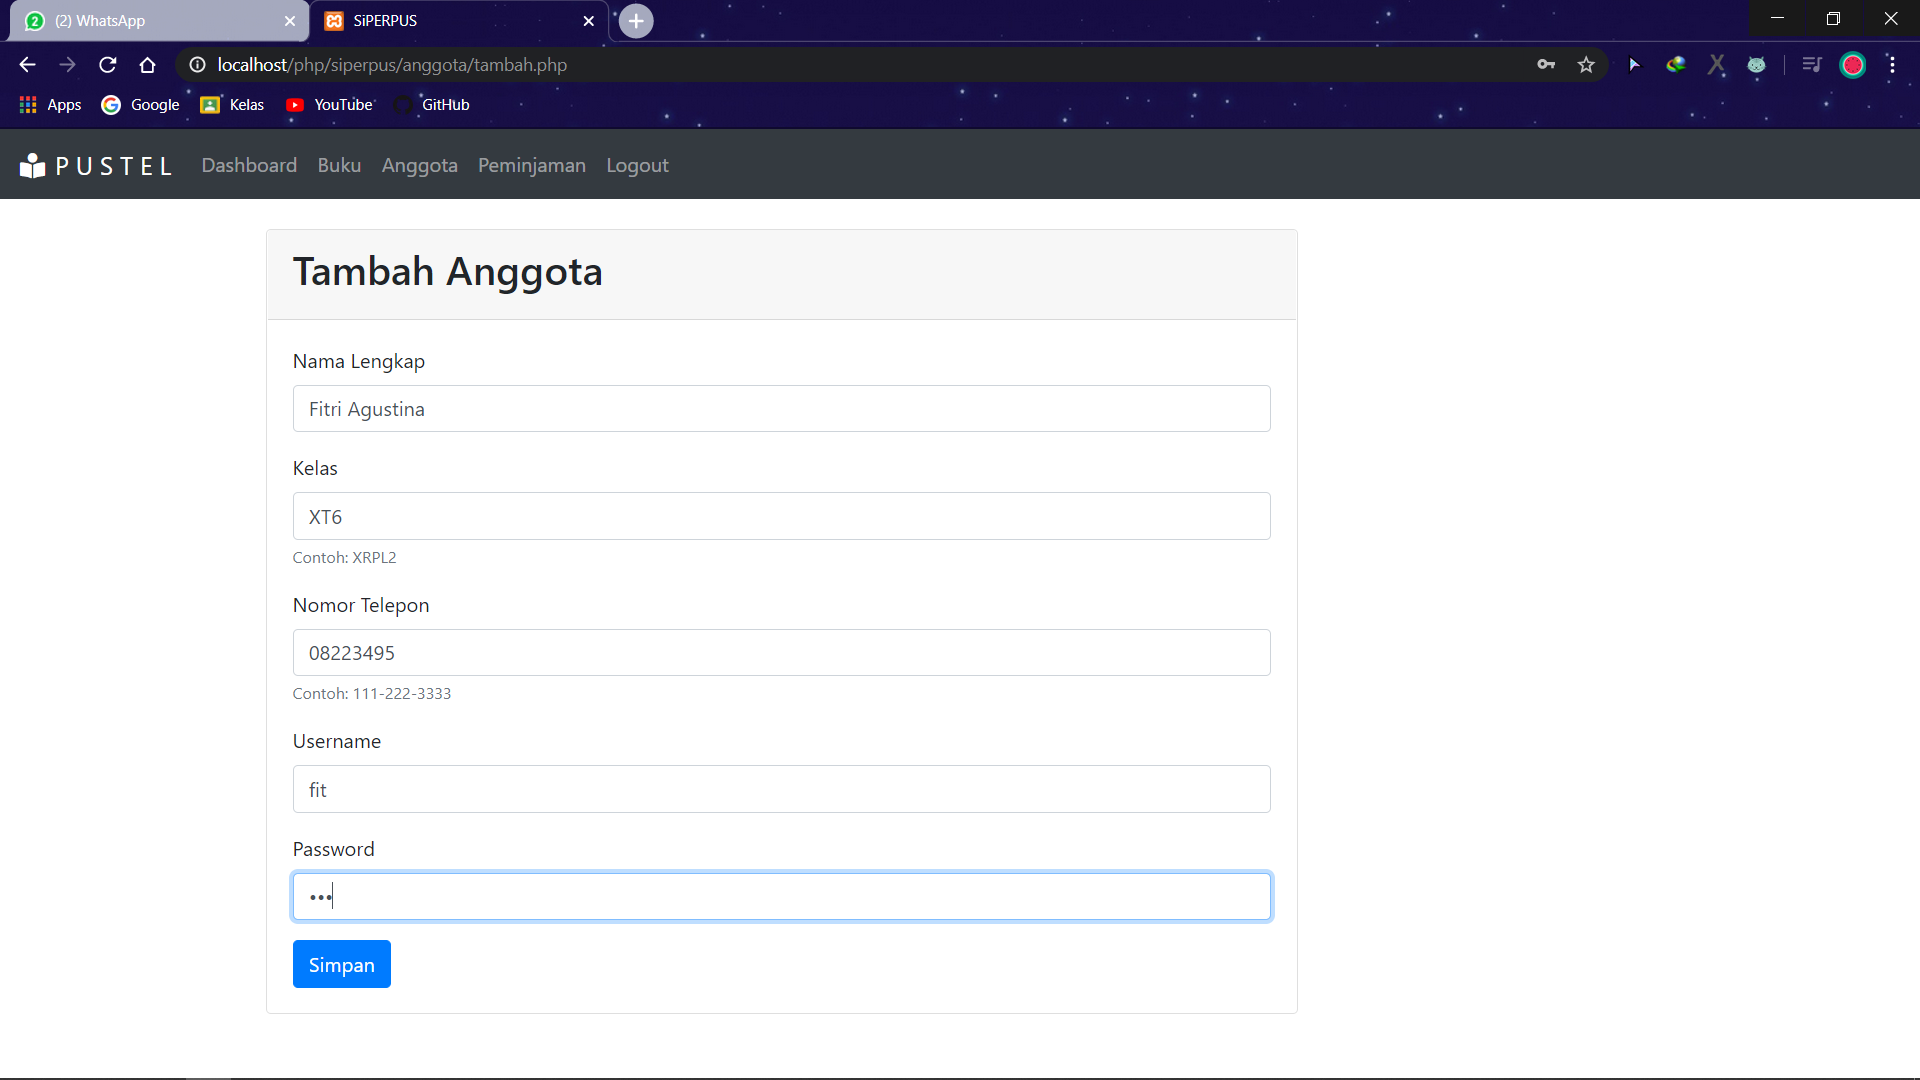 (2) WhatsApp
SiPERPUS
localhost/php/siperpus/anggota/tambah.php
Apps Google Kelas YouTube GitHub
PUSTEL Dashboard Buku Anggota Peminjaman Logout
Tambah Anggota
Nama Lengkap
Fitri Agustina
Kelas
XT6
Contoh: XRPL2
Nomor Telepon
08223495
Contoh: 111-222-3333
Username
fit
Password
•••
Simpan